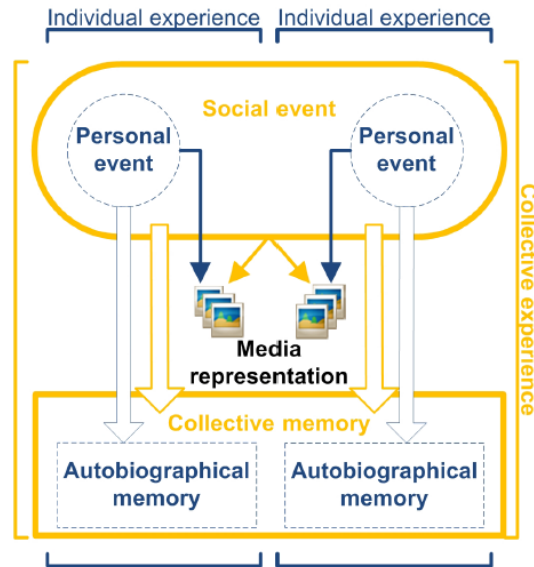 Individual experience Individual experience
Social event
Personal
event
Personal
event
Collective experience
Media
representation
Collective memory
Autobiographical
memory
Autobiographical
memory